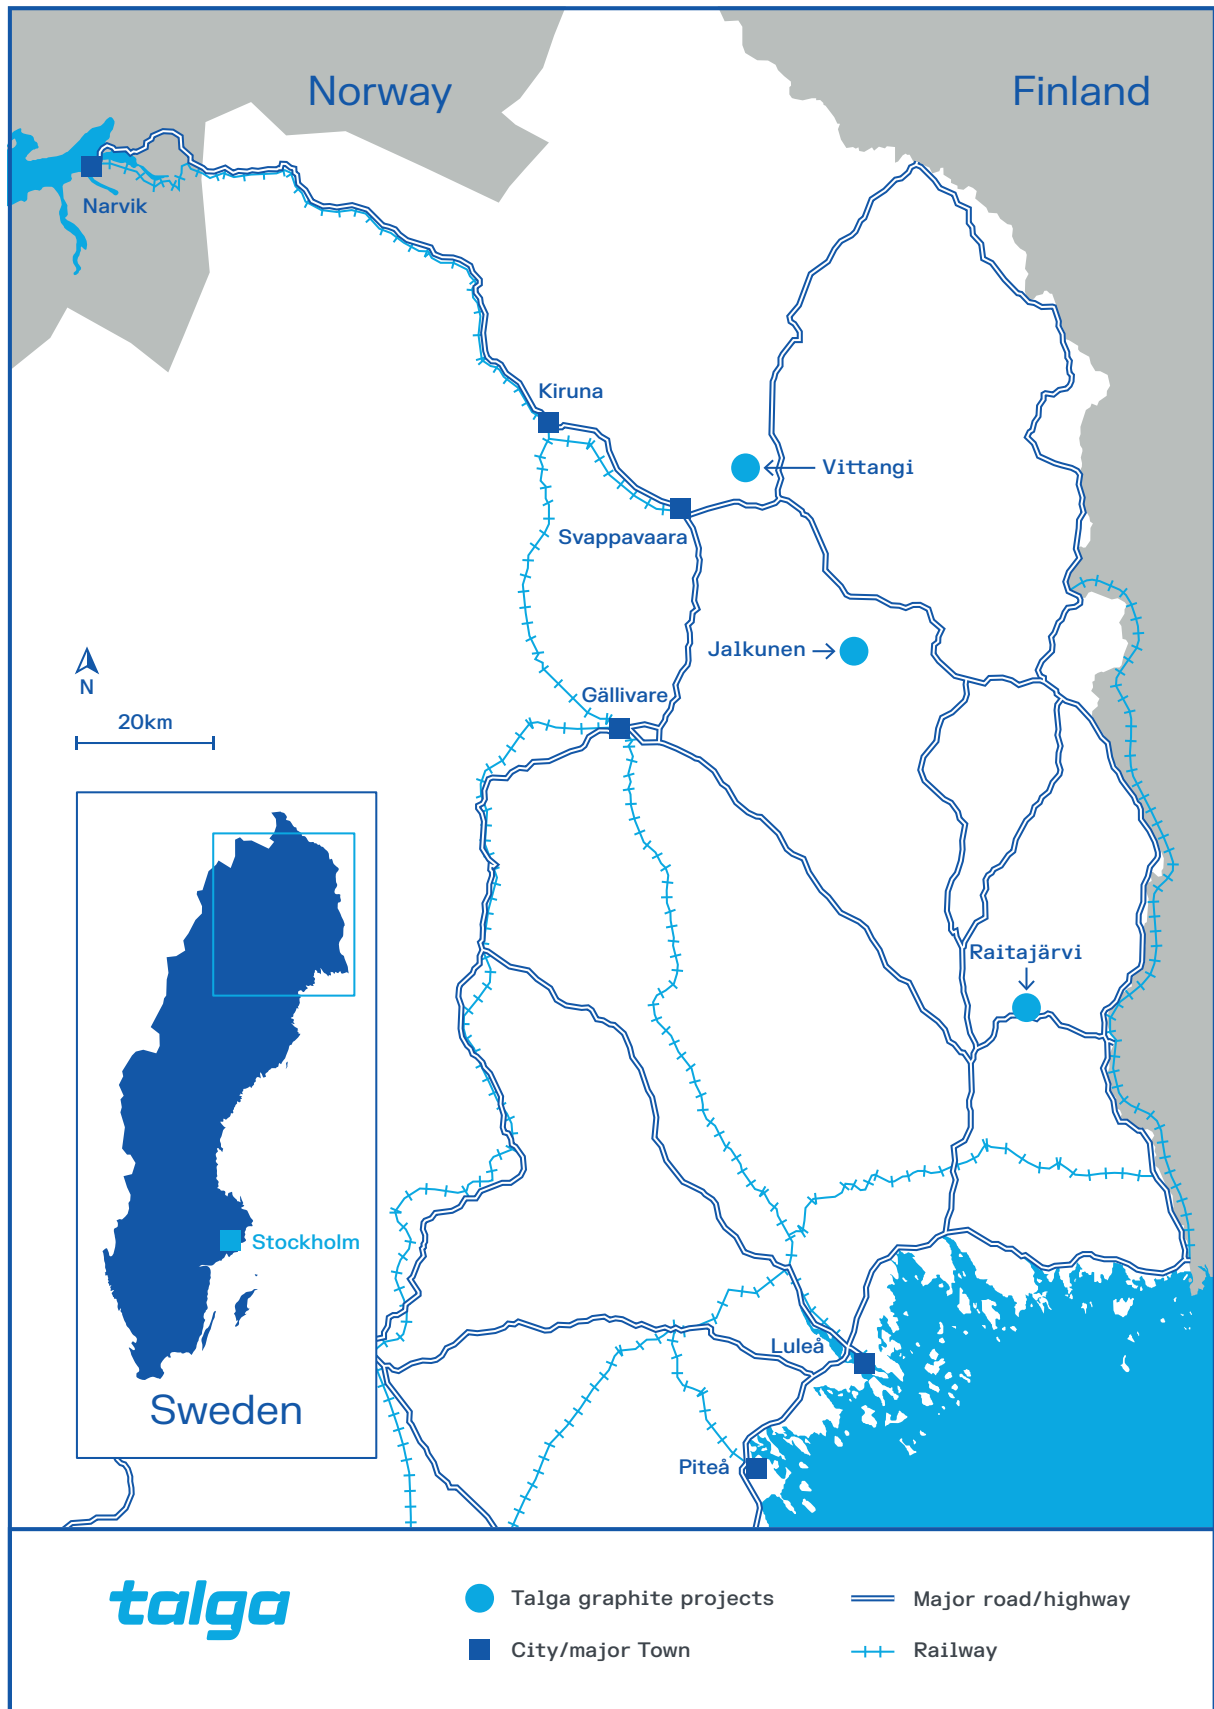 Norway
Finland
Narvik
Kiruna
Vittangi
Svappavaara
Jalkunen
N
Gällivare
20km
Raitajärvi
Stockholm
Luleå
Sweden
Piteå
talga
Talga graphite projects
Major road/highway
City/major Town
Railway